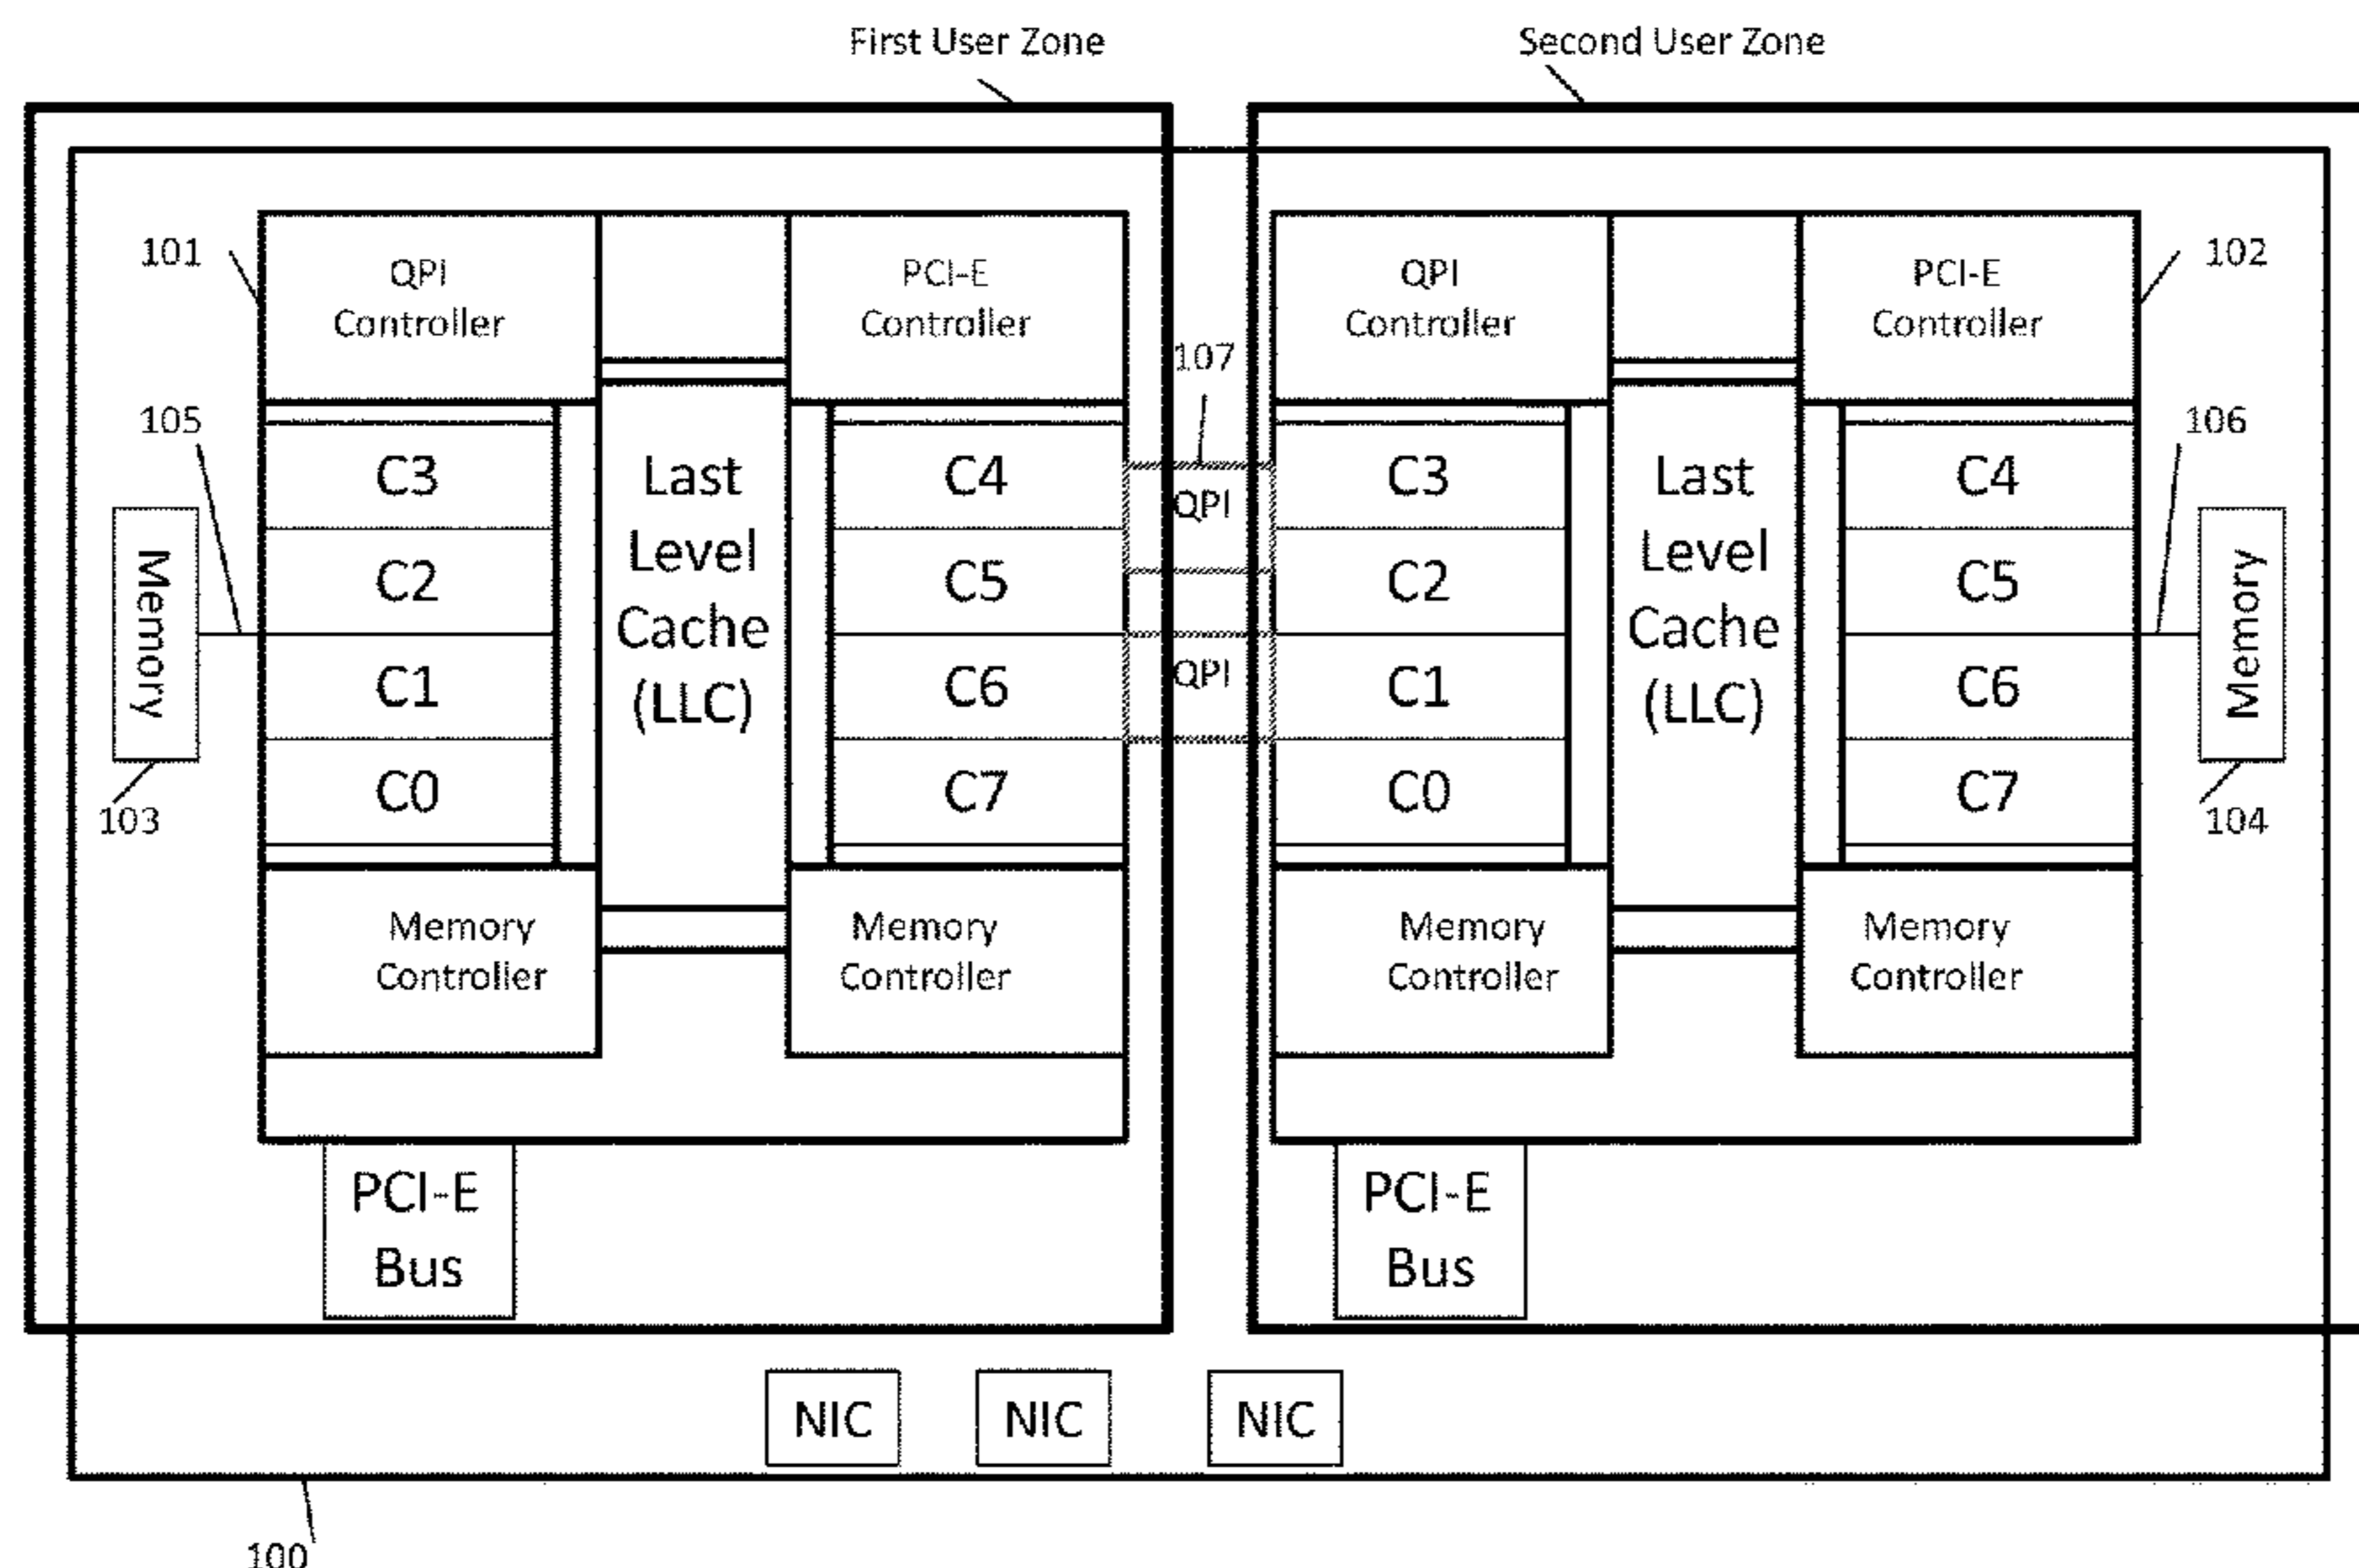 First User Zone
Second User Zone
101
QPI
Controller
PCI-E
Controller
107
QPI
Controller
PCI-E
Controller
102
105
106
C3
C2
C1
C0
Last
Level
Cache
(LLC)
C4
C5
C6
C7
QPI
QPI
C3
C2
C1
C0
Last
Level
Cache
(LLC)
C4
C5
C6
C7
Memory
103
Memory
104
Memory
Controller
Memory
Controller
Memory
Controller
Memory
Controller
PCI-E
Bus
PCI-E
Bus
NIC
NIC
NIC
100